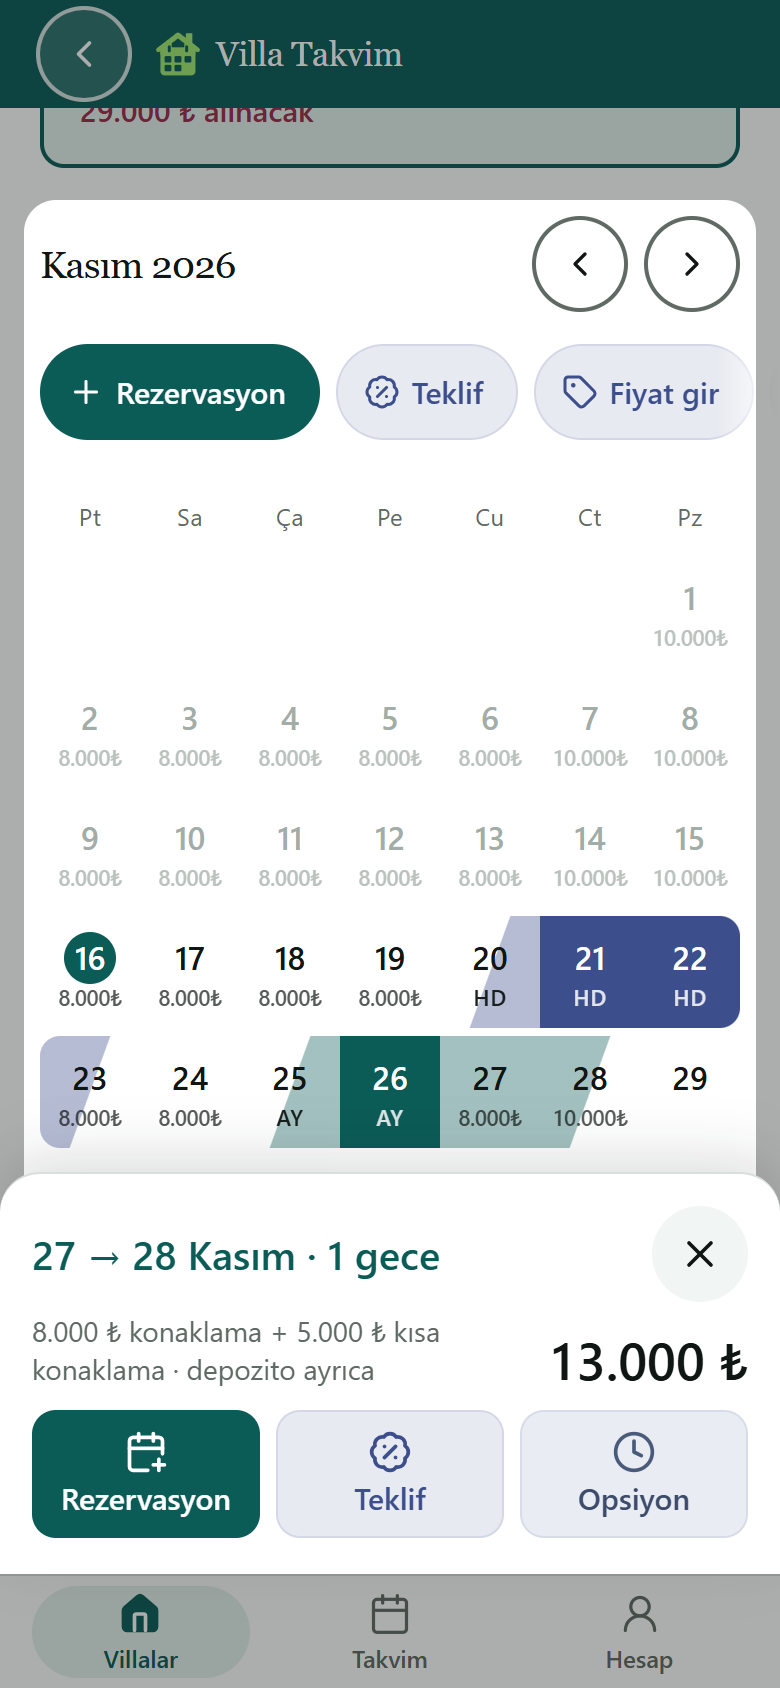 Villa Takvim
29.000 ₺ alınacak
Kasım 2026
Rezervasyon
Teklif
Fiyat gir
Pt Sa Ça Pe Cu Ct Pz
1
10.000₺
2 3 4 5 6 7 8
8.000₺ 8.000₺ 8.000₺ 8.000₺ 8.000₺ 10.000₺ 10.000₺
9 10 11 12 13 14 15
8.000₺ 8.000₺ 8.000₺ 8.000₺ 8.000₺ 10.000₺ 10.000₺
16 17 18 19 20 21 22
8.000₺ 8.000₺ 8.000₺ 8.000₺ HD HD HD
23 24 25 26 27 28 29
8.000₺ 8.000₺ AY AY 8.000₺ 10.000₺
27 → 28 Kasım · 1 gece
8.000 ₺ konaklama + 5.000 ₺ kısa
konaklama · depozito ayrıca
13.000 ₺
Rezervasyon
Teklif
Opsiyon
Villalar
Takvim
Hesap